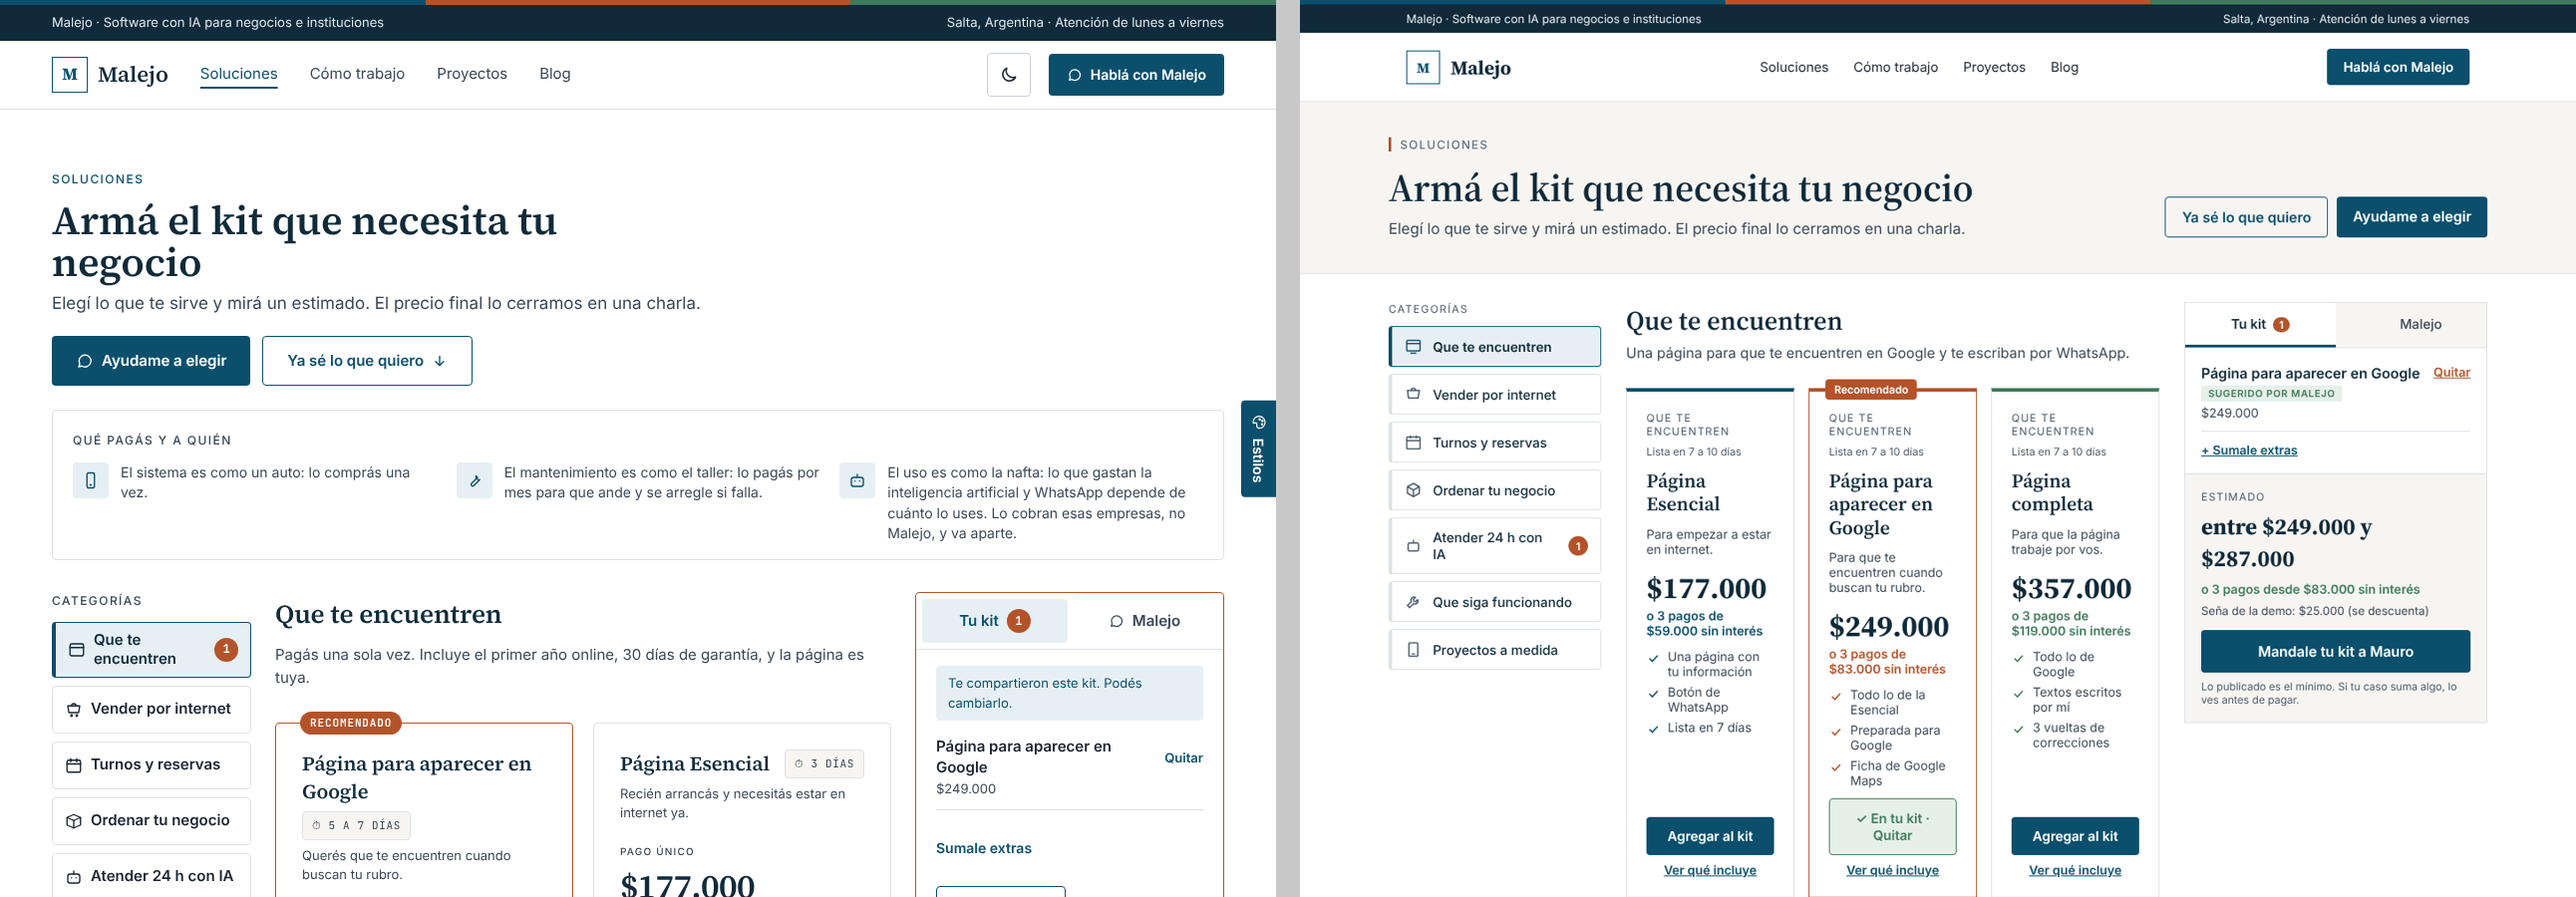 Malejo · Software con IA para negocios e instituciones
Salta, Argentina · Atención de lunes a viernes
M
Malejo
Soluciones
Cómo trabajo
Proyectos
Blog
Hablá con Malejo
SOLUCIONES
Armá el kit que necesita tu
negocio
Elegí lo que te sirve y mirá un estimado. El precio final lo cerramos en una charla.
Ayudame a elegir
Ya sé lo que quiero ↓
QUÉ PAGÁS Y A QUIÉN
El sistema es como un auto: lo comprás una
vez.
El mantenimiento es como el taller: lo pagás por
mes para que ande y se arregle si falla.
El uso es como la nafta: lo que gastan la
inteligencia artificial y WhatsApp depende de
cuánto lo uses. Lo cobran esas empresas, no
Malejo, y va aparte.
Estilos
CATEGORÍAS
Que te
encuentren
1
Vender por internet
Turnos y reservas
Ordenar tu negocio
Atender 24 h con IA
Que te encuentren
Pagás una sola vez. Incluye el primer año online, 30 días de garantía, y la página es
tuya.
RECOMENDADO
Página para aparecer en
Google
5 A 7 DÍAS
Querés que te encuentren cuando
buscan tu rubro.
Página Esencial
3 DÍAS
Recién arrancás y necesitás estar en
internet ya.
PAGO ÚNICO
$177.000
Tu kit 1
Malejo
Te compartieron este kit. Podés
cambiarlo.
Página para aparecer en
Google
Quitar
$249.000
Sumale extras
Malejo · Software con IA para negocios e instituciones
Salta, Argentina · Atención de lunes a viernes
M
Malejo
Soluciones
Cómo trabajo
Proyectos
Blog
Hablá con Malejo
SOLUCIONES
Armá el kit que necesita tu negocio
Elegí lo que te sirve y mirá un estimado. El precio final lo cerramos en una charla.
Ya sé lo que quiero
Ayudame a elegir
CATEGORÍAS
Que te encuentren
Vender por internet
Turnos y reservas
Ordenar tu negocio
Atender 24 h con
IA
1
Que siga funcionando
Proyectos a medida
Que te encuentren
Una página para que te encuentren en Google y te escriban por WhatsApp.
QUE TE
ENCUENTREN
Lista en 7 a 10 días
Página
Esencial
Para empezar a estar
en internet.
$177.000
o 3 pagos de
$59.000 sin interés
Una página con
tu información
Botón de
WhatsApp
Lista en 7 días
Agregar al kit
Ver qué incluye
Recomendado
QUE TE
ENCUENTREN
Lista en 7 a 10 días
Página para
aparecer en
Google
Para que te
encuentren cuando
buscan tu rubro.
$249.000
o 3 pagos de
$83.000 sin interés
Todo lo de la
Esencial
Preparada para
Google
Ficha de Google
Maps
✓ En tu kit ·
Quitar
Ver qué incluye
QUE TE
ENCUENTREN
Lista en 7 a 10 días
Página
completa
Para que la página
trabaje por vos.
$357.000
o 3 pagos de
$119.000 sin interés
Todo lo de
Google
Textos escritos
por mí
3 vueltas de
correcciones
Agregar al kit
Ver qué incluye
Tu kit 1
Malejo
Página para aparecer en Google
Quitar
SUGERIDO POR MALEJO
$249.000
+ Sumale extras
ESTIMADO
entre $249.000 y
$287.000
o 3 pagos desde $83.000 sin interés
Seña de la demo: $25.000 (se descuenta)
Mandale tu kit a Mauro
Lo publicado es el mínimo. Si tu caso suma algo, lo
ves antes de pagar.